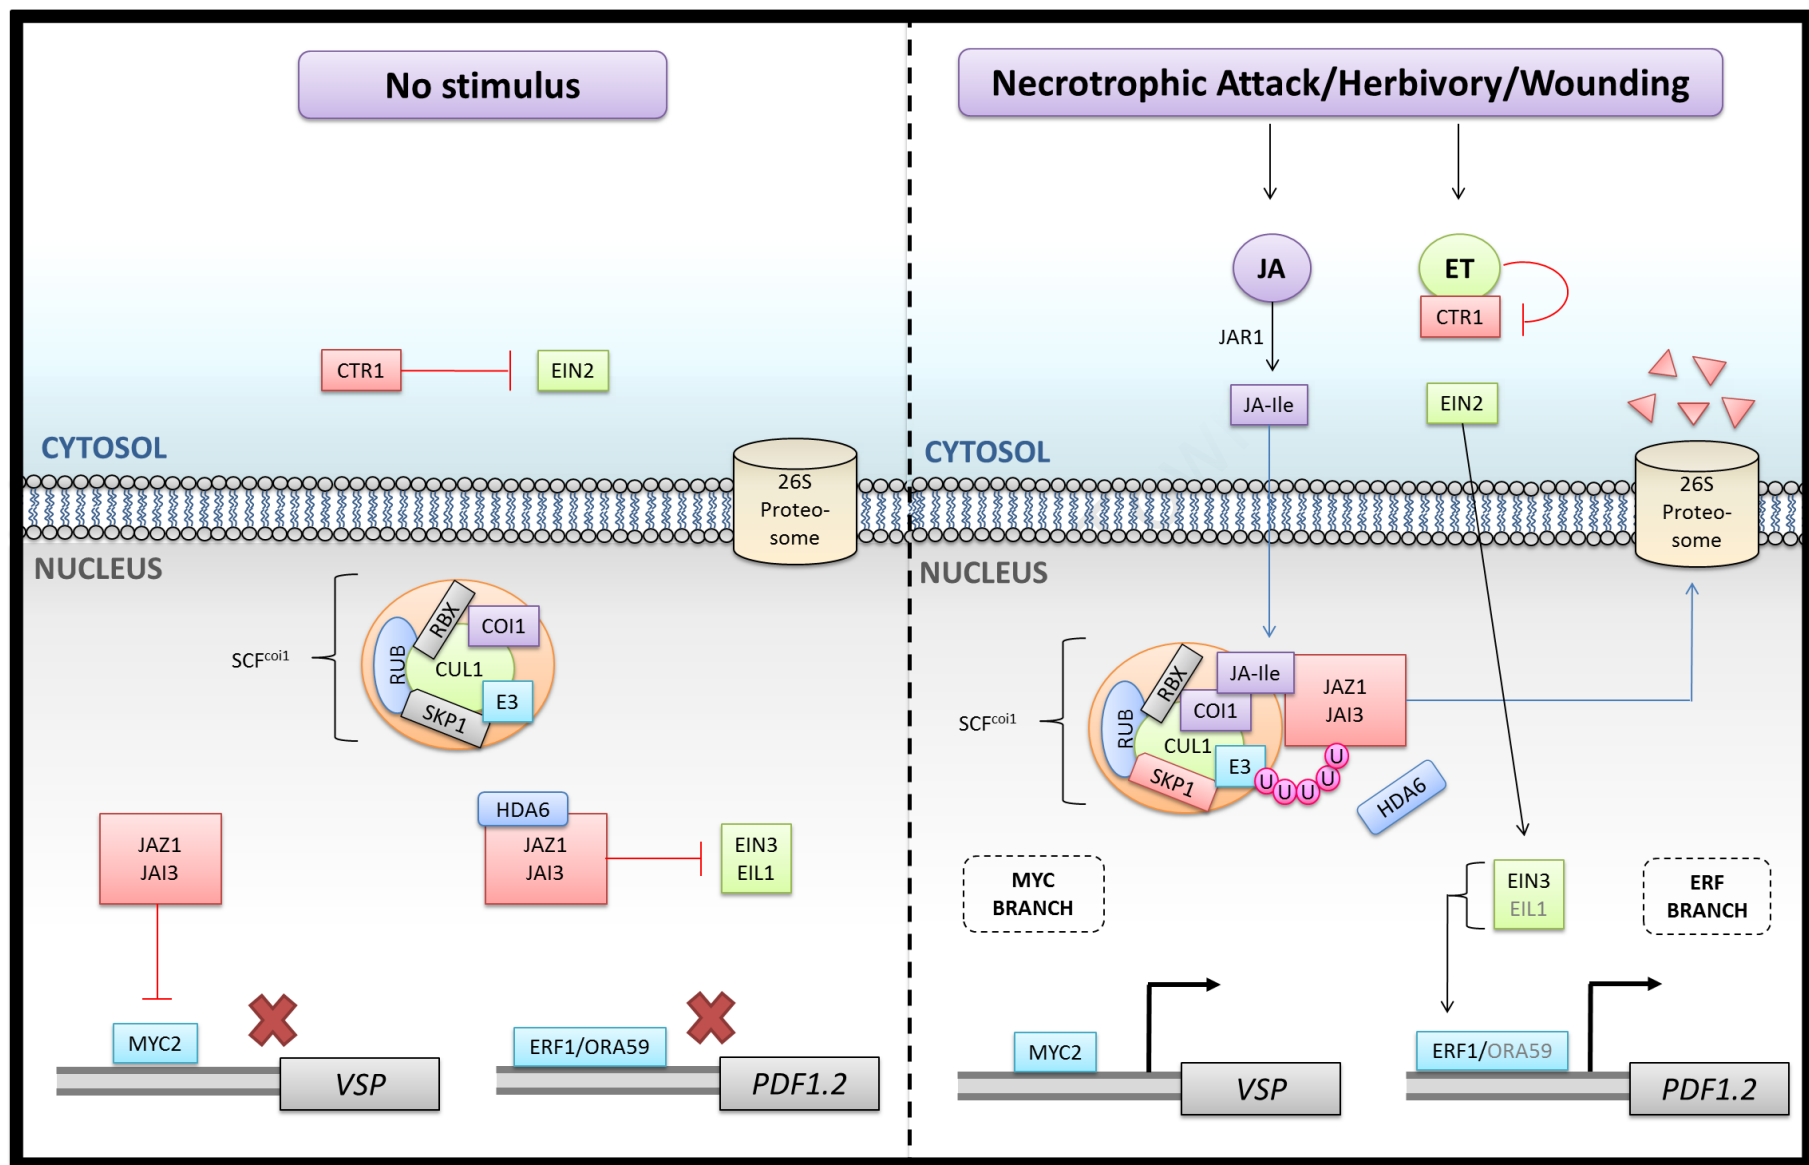 No stimulus
CTR1
EIN2
CYTOSOL
26S
Proteo-
some
NUCLEUS
SCFcoi1
RBX
COI1
RUB
CUL1
E3
SKP1
HDA6
JAZ1
JAI3
JAZ1
JAI3
EIN3
EIL1
MYC2
VSP
ERF1/ORA59
PDF1.2
Necrotrophic Attack/Herbivory/Wounding
JA
ET
CTR1
JAR1
JA-Ile
EIN2
CYTOSOL
26S
Proteo-
some
NUCLEUS
SCFcoi1
RBX
JA-Ile
JAZ1
JAI3
RUB
COI1
CUL1
E3
SKP1
U
U
U
U
U
HDA6
MYC
BRANCH
EIN3
EIL1
ERF
BRANCH
MYC2
VSP
ERF1/ORA59
PDF1.2